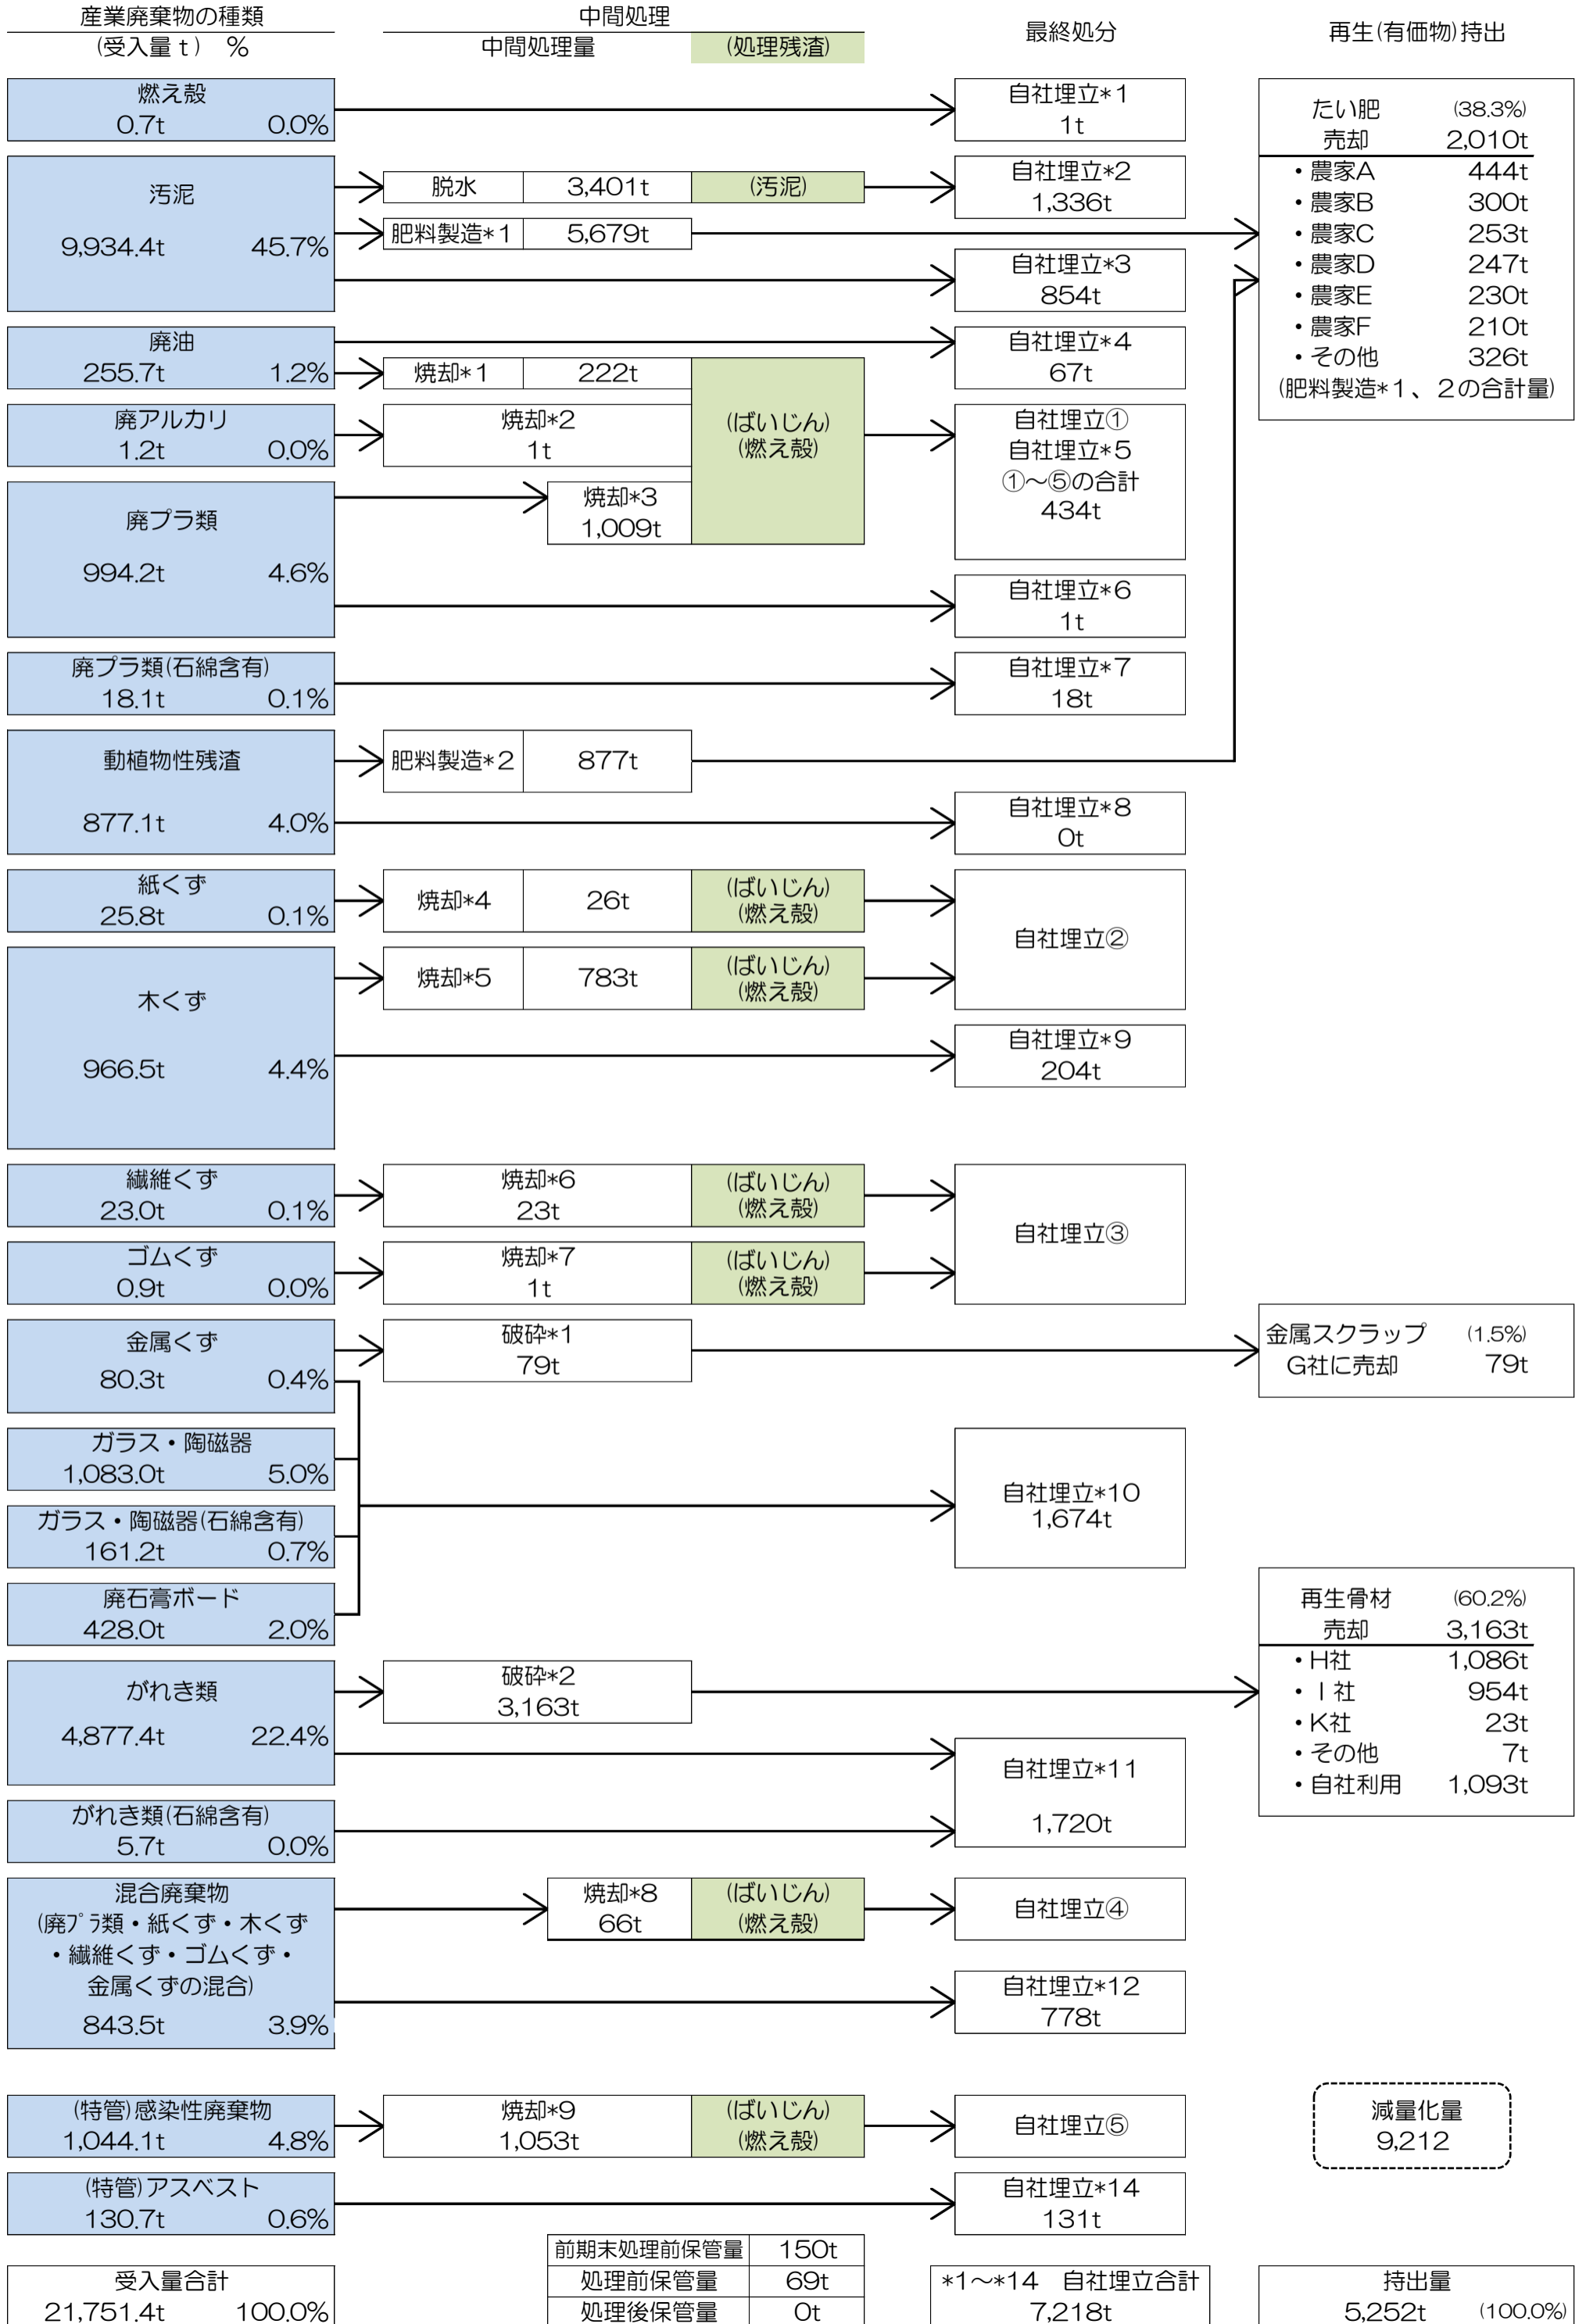 産業廃棄物の種類
(受入量ｔ)　%
中間処理
中間処理量
(処理残渣)
最終処分
再生(有価物)持出
燃え殻
0.7t 0.0%
自社埋立*1
1t
汚泥
9,934.4t 45.7%
脱水 3,401t (汚泥)
自社埋立*2
1,336t
肥料製造*1 5,679t
自社埋立*3
854t
たい肥 (38.3%)
売却 2,010t
・農家A 444t
・農家B 300t
・農家C 253t
・農家D 247t
・農家E 230t
・農家F 210t
・その他 326t
(肥料製造*1、２の合計量)
廃油
255.7t 1.2%
自社埋立*4
67t
焼却*1 222t
廃アルカリ
1.2t 0.0%
焼却*2
1t
(ばいじん)
(燃え殻)
自社埋立①
自社埋立*5
①～⑤の合計
434t
廃プラ類
994.2t 4.6%
焼却*3
1,009t
自社埋立*6
1t
廃プラ類(石綿含有)
18.1t 0.1%
自社埋立*7
18t
動植物性残渣
877.1t 4.0%
肥料製造*2 877t
自社埋立*8
0t
紙くず
25.8t 0.1%
焼却*4 26t
(ばいじん)
(燃え殻)
自社埋立②
木くず
966.5t 4.4%
焼却*5 783t
(ばいじん)
(燃え殻)
自社埋立*9
204t
繊維くず
23.0t 0.1%
焼却*6
23t
(ばいじん)
(燃え殻)
自社埋立③
ゴムくず
0.9t 0.0%
焼却*7
1t
(ばいじん)
(燃え殻)
金属くず
80.3t 0.4%
破砕*1
79t
金属スクラップ (1.5%)
G社に売却 79t
ガラス・陶磁器
1,083.0t 5.0%
ガラス・陶磁器(石綿含有)
161.2t 0.7%
自社埋立*10
1,674t
廃石膏ボード
428.0t 2.0%
がれき類
4,877.4t 22.4%
破砕*2
3,163t
自社埋立*11
1,720t
再生骨材 (60.2%)
売却 3,163t
・H社 1,086t
・Ｉ社 954t
・K社 23t
・その他 7t
・自社利用 1,093t
がれき類(石綿含有)
5.7t 0.0%
混合廃棄物
(廃ﾌﾟﾗ類・紙くず・木くず
・繊維くず・ゴムくず・
金属くずの混合)
843.5t 3.9%
焼却*8
66t
(ばいじん)
(燃え殻)
自社埋立④
自社埋立*12
778t
(特管)感染性廃棄物
1,044.1t 4.8%
焼却*9
1,053t
(ばいじん)
(燃え殻)
自社埋立⑤
減量化量
9,212
(特管)アスベスト
130.7t 0.6%
自社埋立*14
131t
前期末処理前保管量 150t
処理前保管量 69t
処理後保管量 0t
受入量合計
21,751.4t 100.0%
*1～*14　自社埋立合計
7,218t
持出量
5,252t (100.0%)